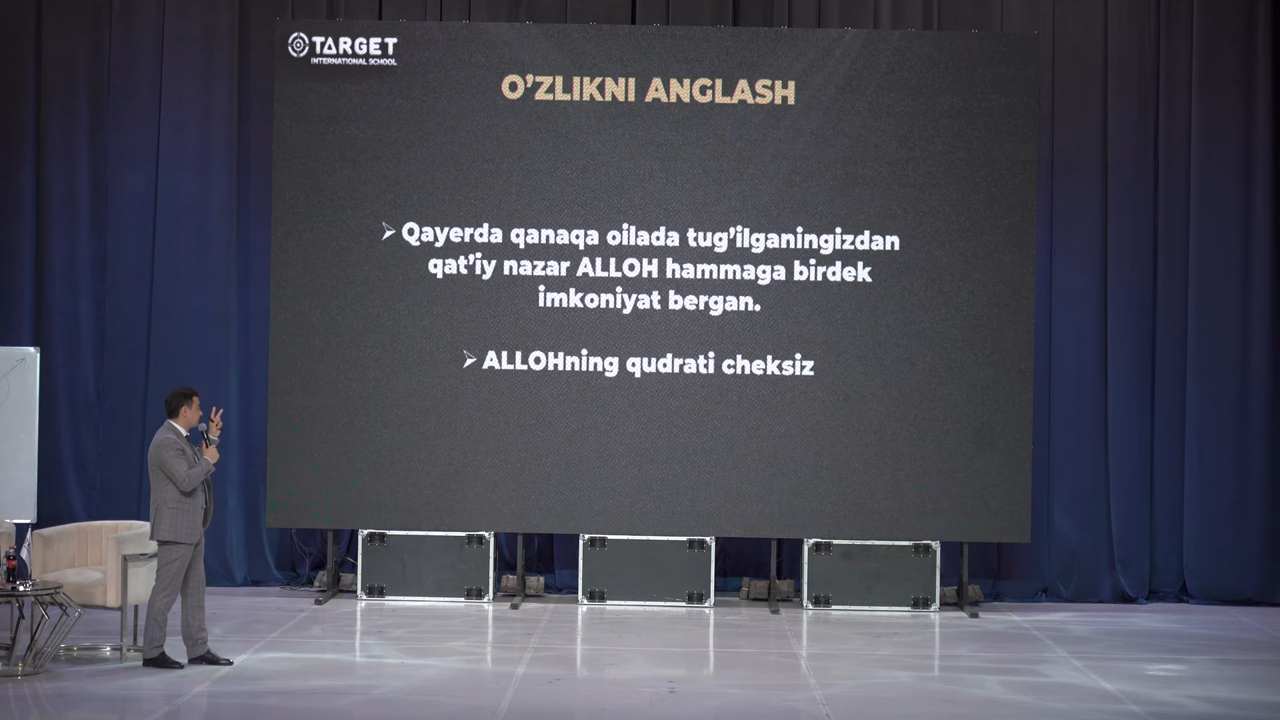 TARGET
INTERNATIONAL SCHOOL
O'ZLIKNI ANGLASH
➢ Qayerda qanaqa oilada tug'ilganingizdan
qat'iy nazar ALLOH hammaga birdek
imkoniyat bergan.
➢ ALLOHning qudrati cheksiz